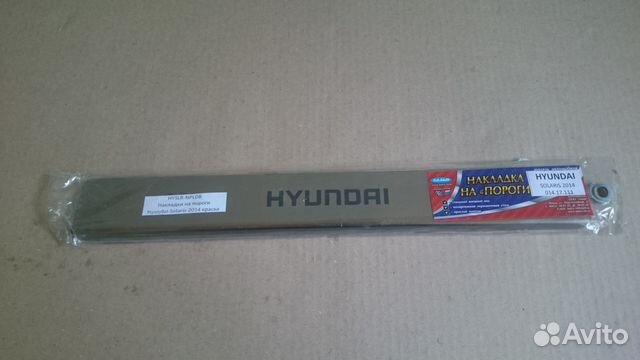 HYSLR-NPLDR
Накладки на пороги
Hyundai Solaris 2014 краска
HYUNDAI
НАКЛАДКА
НА «ПОРОГИ
HYUNDAI
SOLARIS 2014
014.17.111
Avito